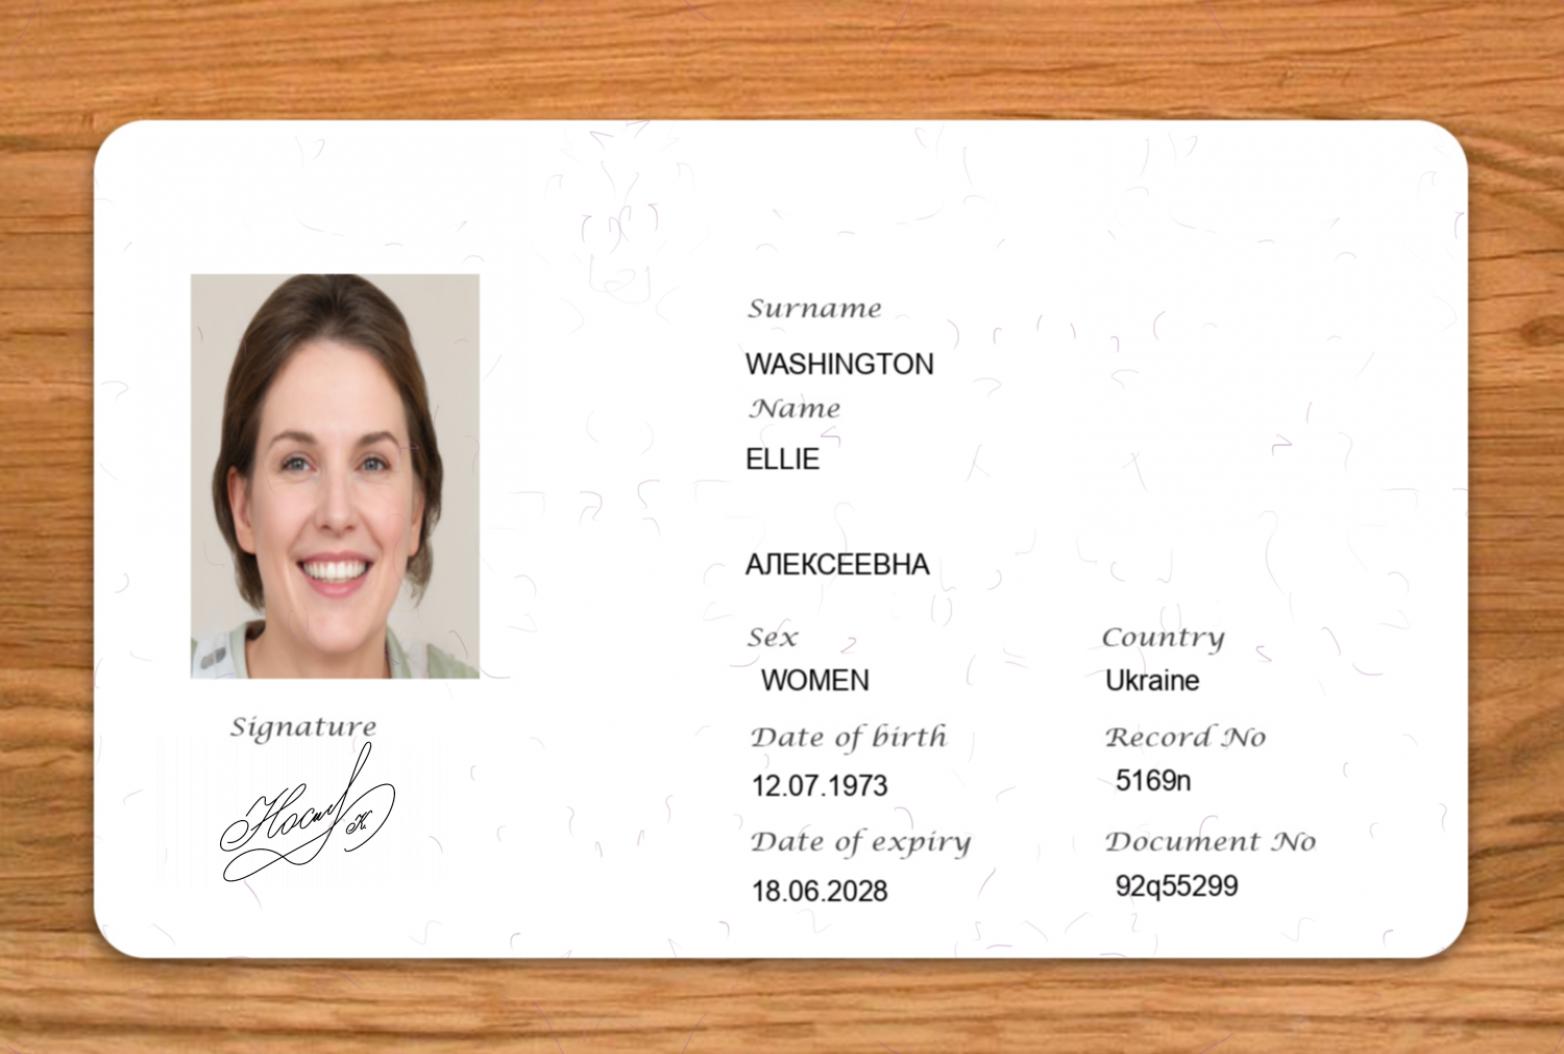 Surname
WASHINGTON
Name
ELLIE
АЛЕКСЕЕВНА
Sex
Country
WOMEN
Ukraine
Date of birth
Record No
12.07.1973
5169n
Date of expiry
Document No
18.06.2028
92q55299
Signature